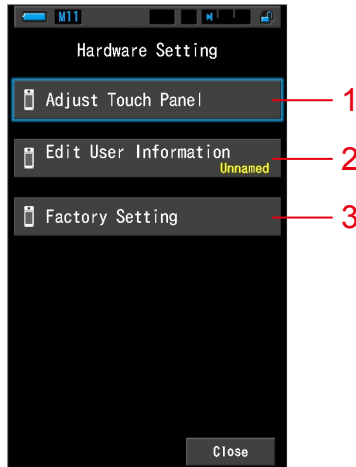 M11
Hardware Setting
Adjust Touch Panel
1
Edit User Information
2
Unnamed
Factory Setting
3
Close